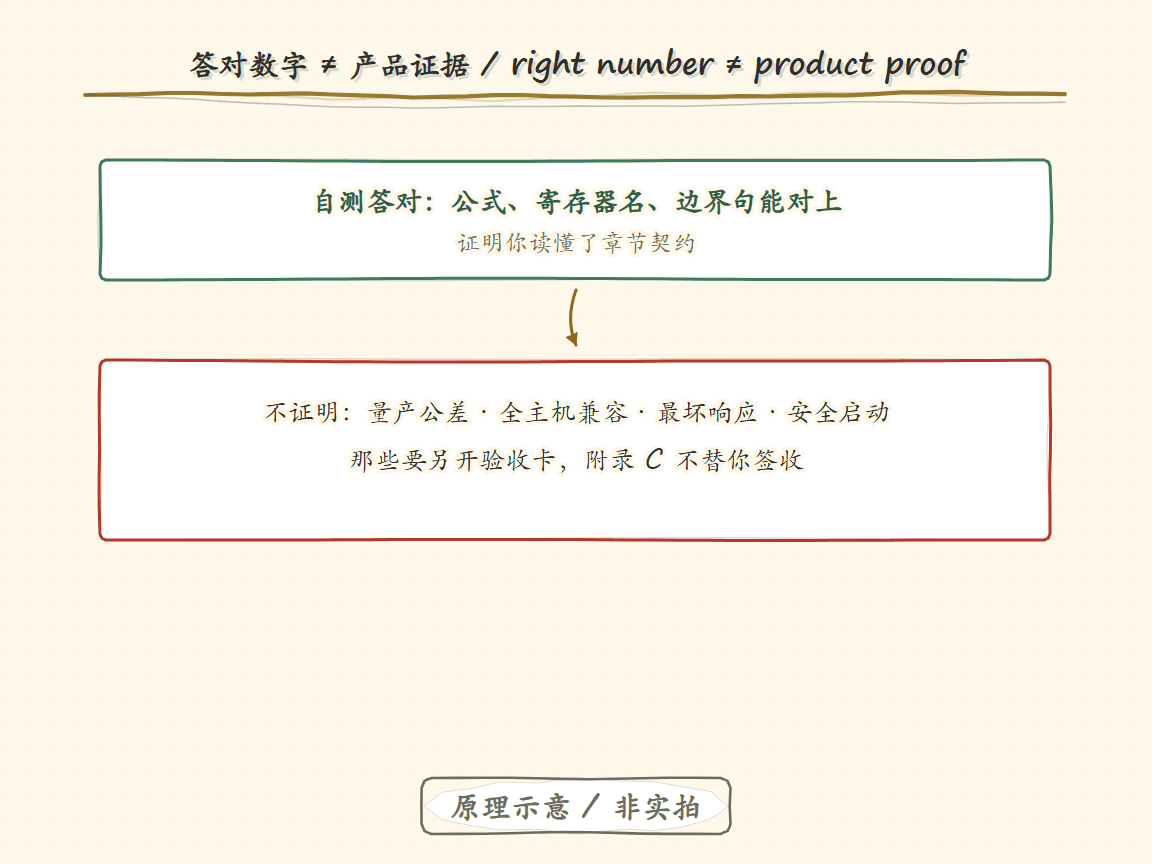 答对数字 ≠ 产品证据 / right number ≠ product proof
自测答对：公式、寄存器名、边界句能对上
证明你读懂了章节契约
不证明：量产公差 · 全主机兼容 · 最坏响应 · 安全启动
那些要另开验收卡，附录 C 不替你签收
原理示意 / 非实拍